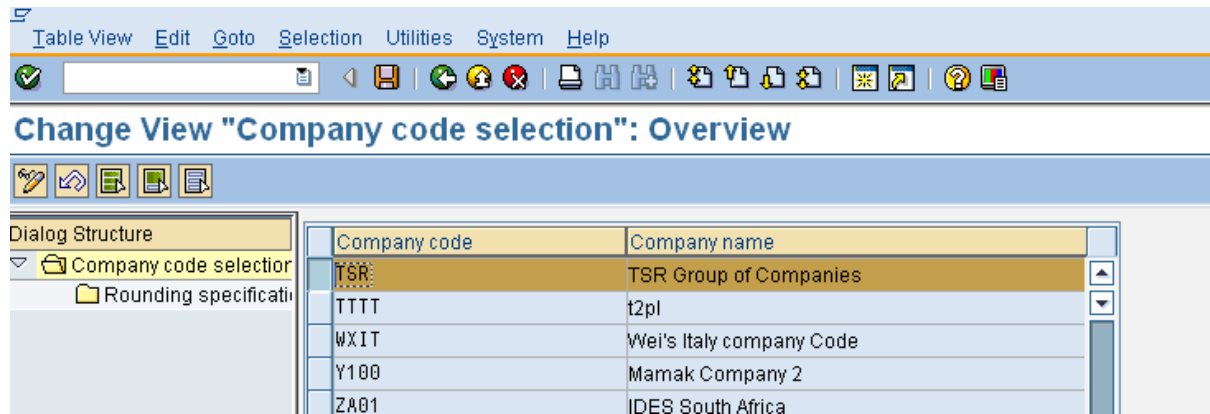 Table View Edit Goto Selection Utilities System Help
Change View "Company code selection": Overview
Dialog Structure
Company code selection
Rounding specificati
Company code Company name
TSR TSR Group of Companies
TTTT t2pl
WXIT Wei's Italy company Code
Y100 Mamak Company 2
ZA01 IDES South Africa